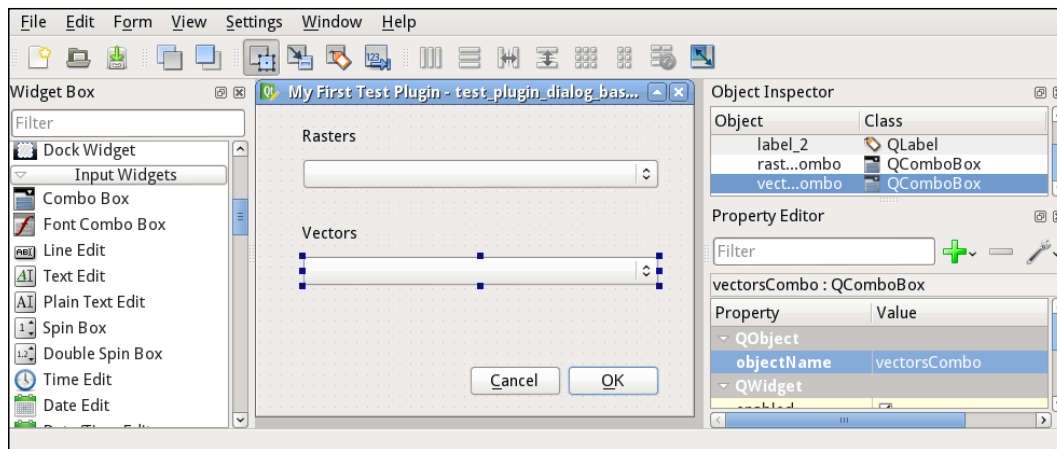 File Edit Form View Settings Window Help
123
Widget Box
Filter
Dock Widget
Input Widgets
Combo Box
Font Combo Box
Line Edit
Text Edit
Plain Text Edit
Spin Box
Double Spin Box
Time Edit
Date Edit
My First Test Plugin - test_plugin_dialog_bas...
Rasters
Vectors
Cancel OK
Object Inspector
Object Class
label_2 QLabel
rast...ombo QComboBox
vect...ombo QComboBox
Property Editor
Filter
vectorsCombo : QComboBox
Property Value
QObject
objectName vectorsCombo
QWidget
enabled